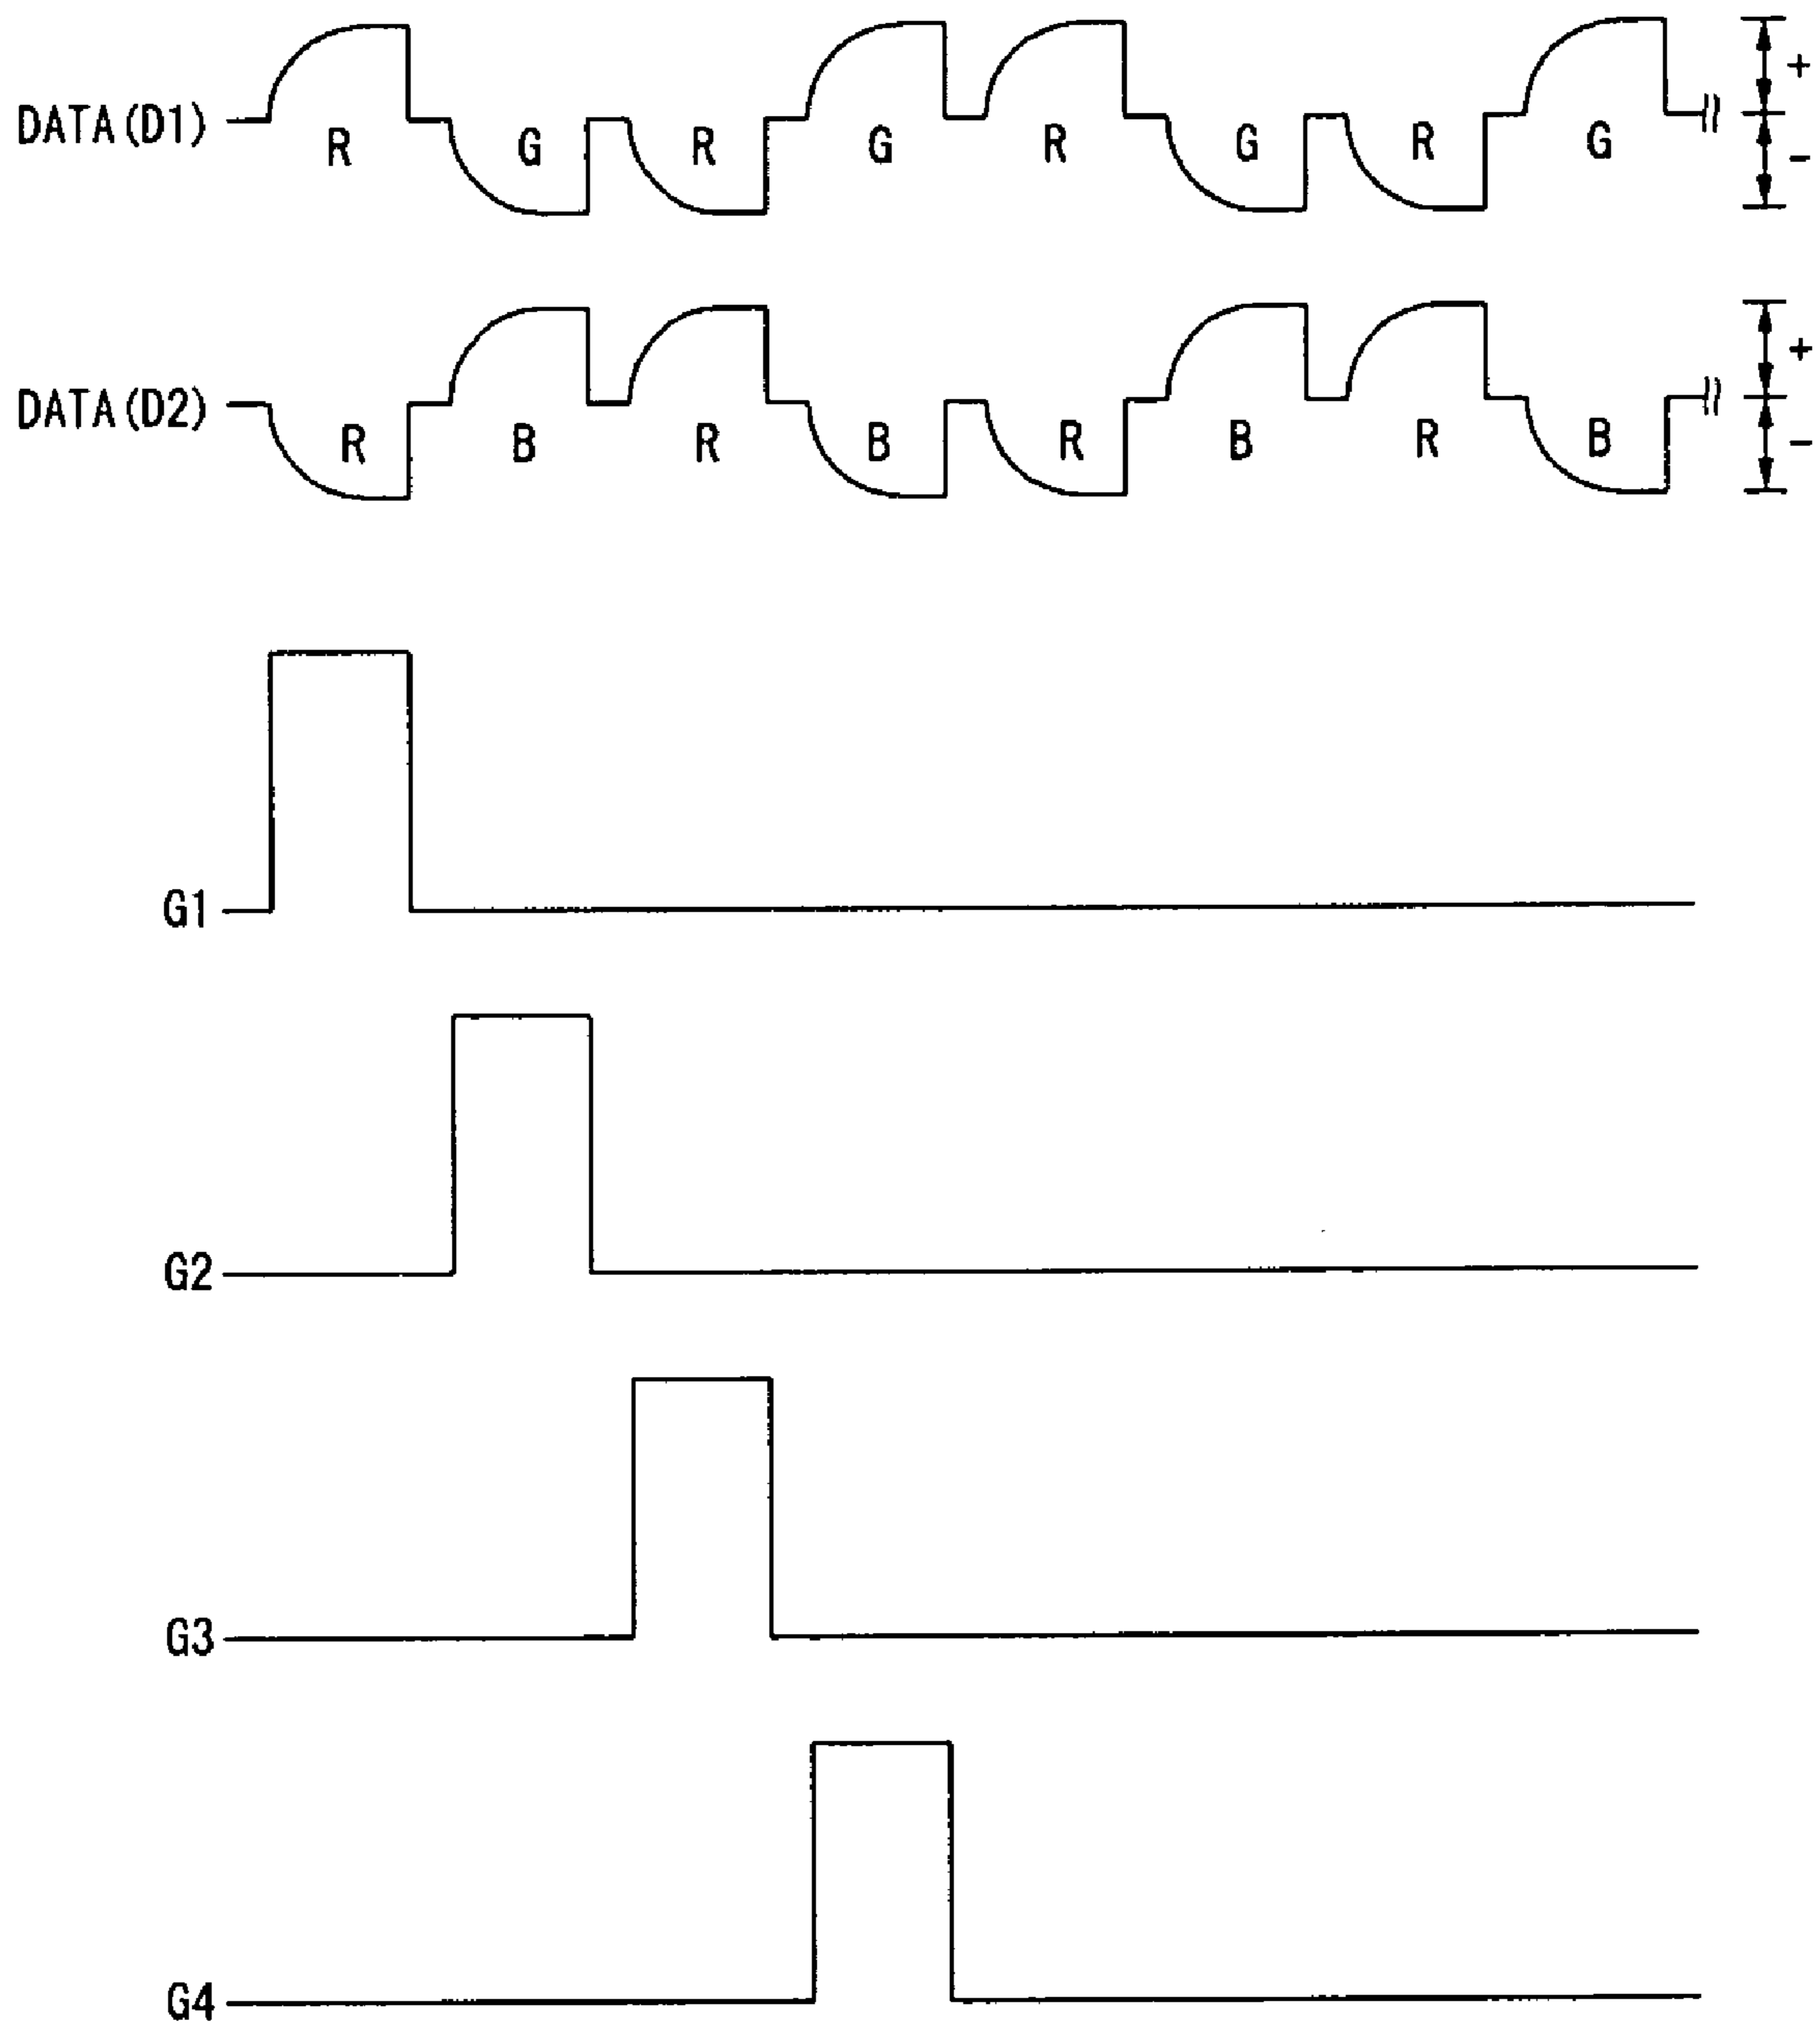 +
DATA(D1) R G R G R G R G
-
+
DATA(D2) R B R B R B R B
-
G1
G2
G3
G4